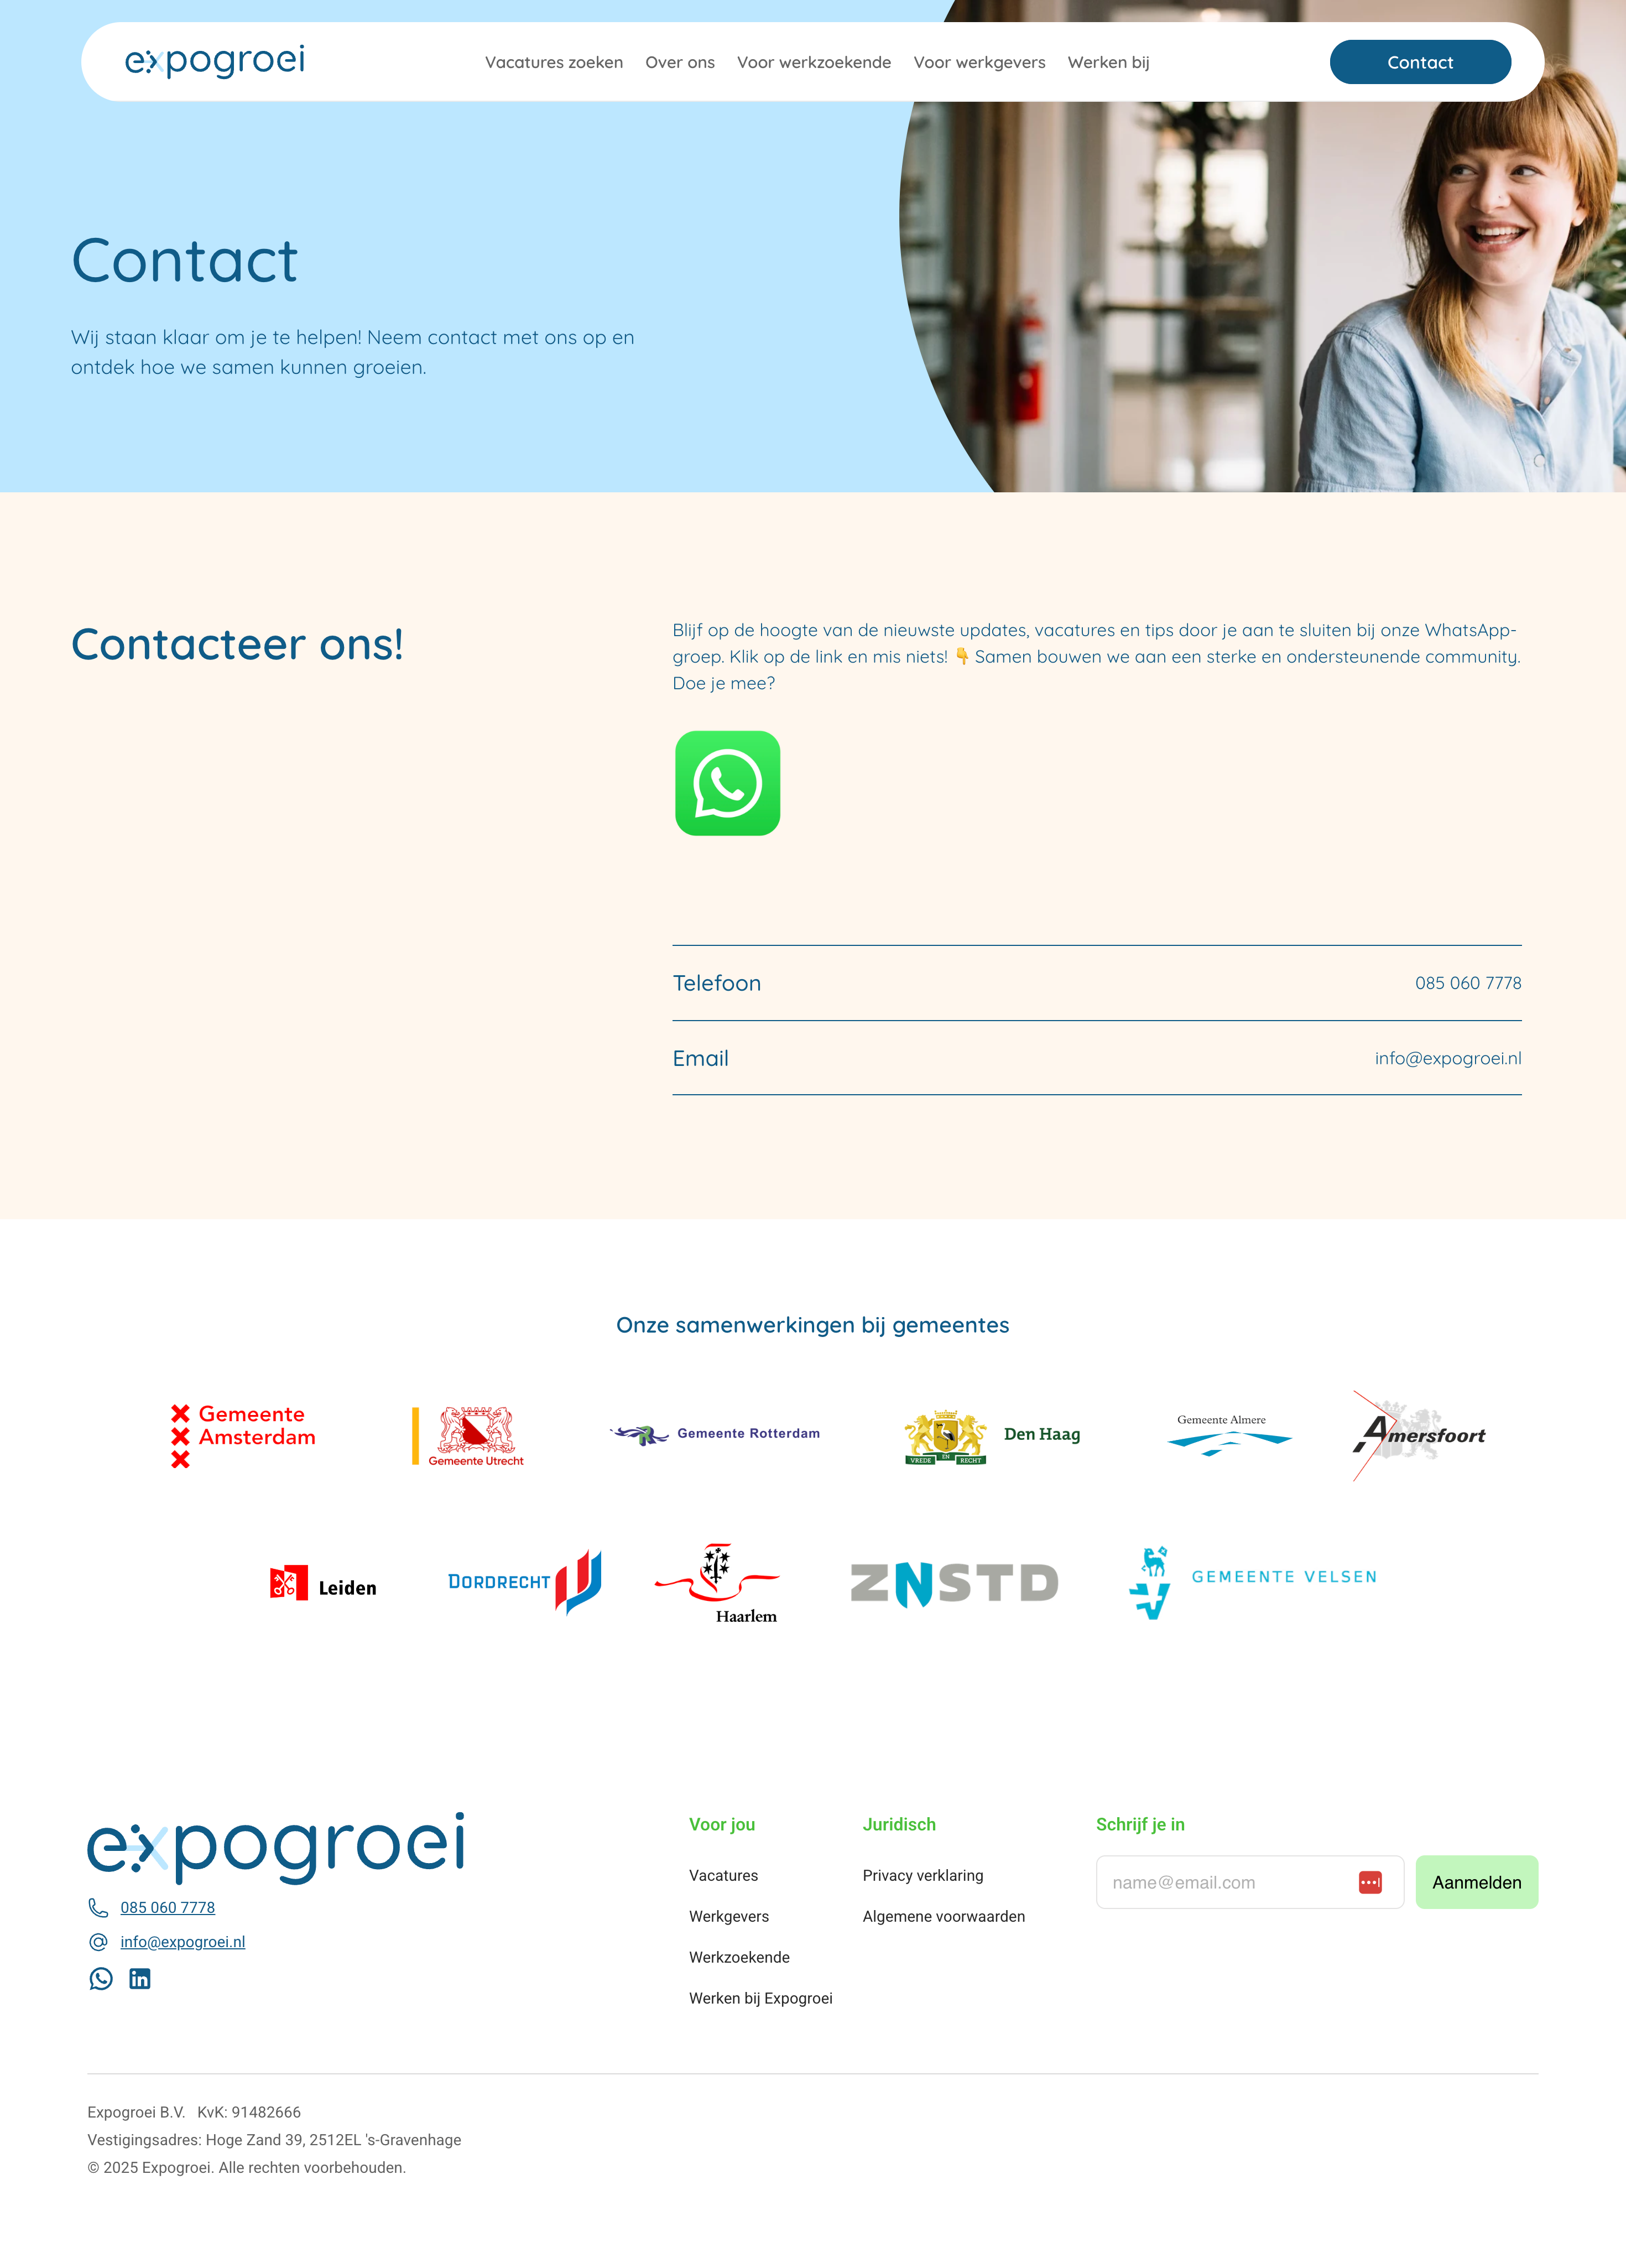 expogroei
Vacatures zoeken
Over ons
Voor werkzoekende
Voor werkgevers
Werken bij
Contact
Contact
Wij staan klaar om je te helpen! Neem contact met ons op en
ontdek hoe we samen kunnen groeien.
Contacteer ons!
Blijf op de hoogte van de nieuwste updates, vacatures en tips door je aan te sluiten bij onze WhatsApp-
groep. Klik op de link en mis niets! 👇 Samen bouwen we aan een sterke en ondersteunende community.
Doe je mee?
Telefoon
085 060 7778
Email
info@expogroei.nl
Onze samenwerkingen bij gemeentes
Gemeente
Amsterdam
Gemeente Utrecht
Gemeente Rotterdam
VREDE EN RECHT
Den Haag
Gemeente Almere
Amersfoort
Leiden
DORDRECHT
Haarlem
ZNSTD
GEMEENTE VELSEN
expogroei
085 060 7778
info@expogroei.nl
Voor jou
Vacatures
Werkgevers
Werkzoekende
Werken bij Expogroei
Juridisch
Privacy verklaring
Algemene voorwaarden
Schrijf je in
name@email.com
Aanmelden
Expogroei B.V. KvK: 91482666
Vestigingsadres: Hoge Zand 39, 2512EL 's-Gravenhage
© 2025 Expogroei. Alle rechten voorbehouden.